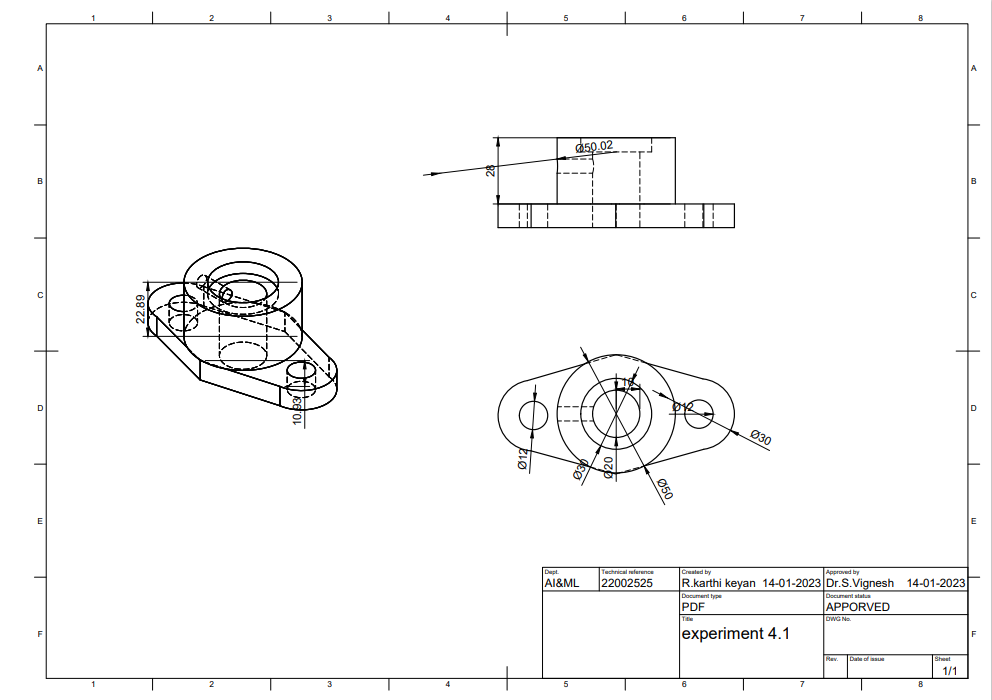 1 2 3 4 5 6 7 8
A A
Ø50.02
28
B B
C C
22.89
D D
10.93
10
Ø12
Ø30
Ø12
Ø30
Ø20
Ø50
E E
Dept. Technical reference Created by Approved by
AI&ML 22002525 R.karthi keyan 14-01-2023 Dr.S.Vignesh 14-01-2023
Document type Document status
PDF APPORVED
Title DWG No.
experiment 4.1
F F
Rev. Date of issue Sheet
1/1
1 2 3 4 5 6 7 8